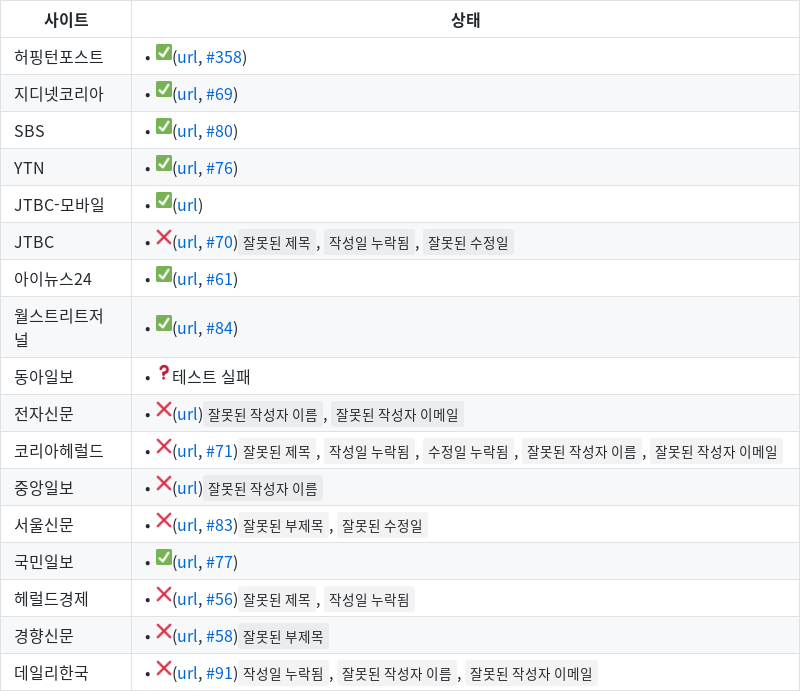 사이트 상태
허핑턴포스트 • ✅(url, #358)
지디넷코리아 • ✅(url, #69)
SBS • ✅(url, #80)
YTN • ✅(url, #76)
JTBC-모바일 • ✅(url)
JTBC • ❌(url, #70) 잘못된 제목 , 작성일 누락됨 , 잘못된 수정일
아이뉴스24 • ✅(url, #61)
월스트리트저
널 • ✅(url, #84)
동아일보 • ❓테스트 실패
전자신문 • ❌(url) 잘못된 작성자 이름 , 잘못된 작성자 이메일
코리아헤럴드 • ❌(url, #71) 잘못된 제목 , 작성일 누락됨 , 수정일 누락됨 , 잘못된 작성자 이름 , 잘못된 작성자 이메일
중앙일보 • ❌(url) 잘못된 작성자 이름
서울신문 • ❌(url, #83) 잘못된 부제목 , 잘못된 수정일
국민일보 • ✅(url, #77)
헤럴드경제 • ❌(url, #56) 잘못된 제목 , 작성일 누락됨
경향신문 • ❌(url, #58) 잘못된 부제목
데일리한국 • ❌(url, #91) 작성일 누락됨 , 잘못된 작성자 이름 , 잘못된 작성자 이메일